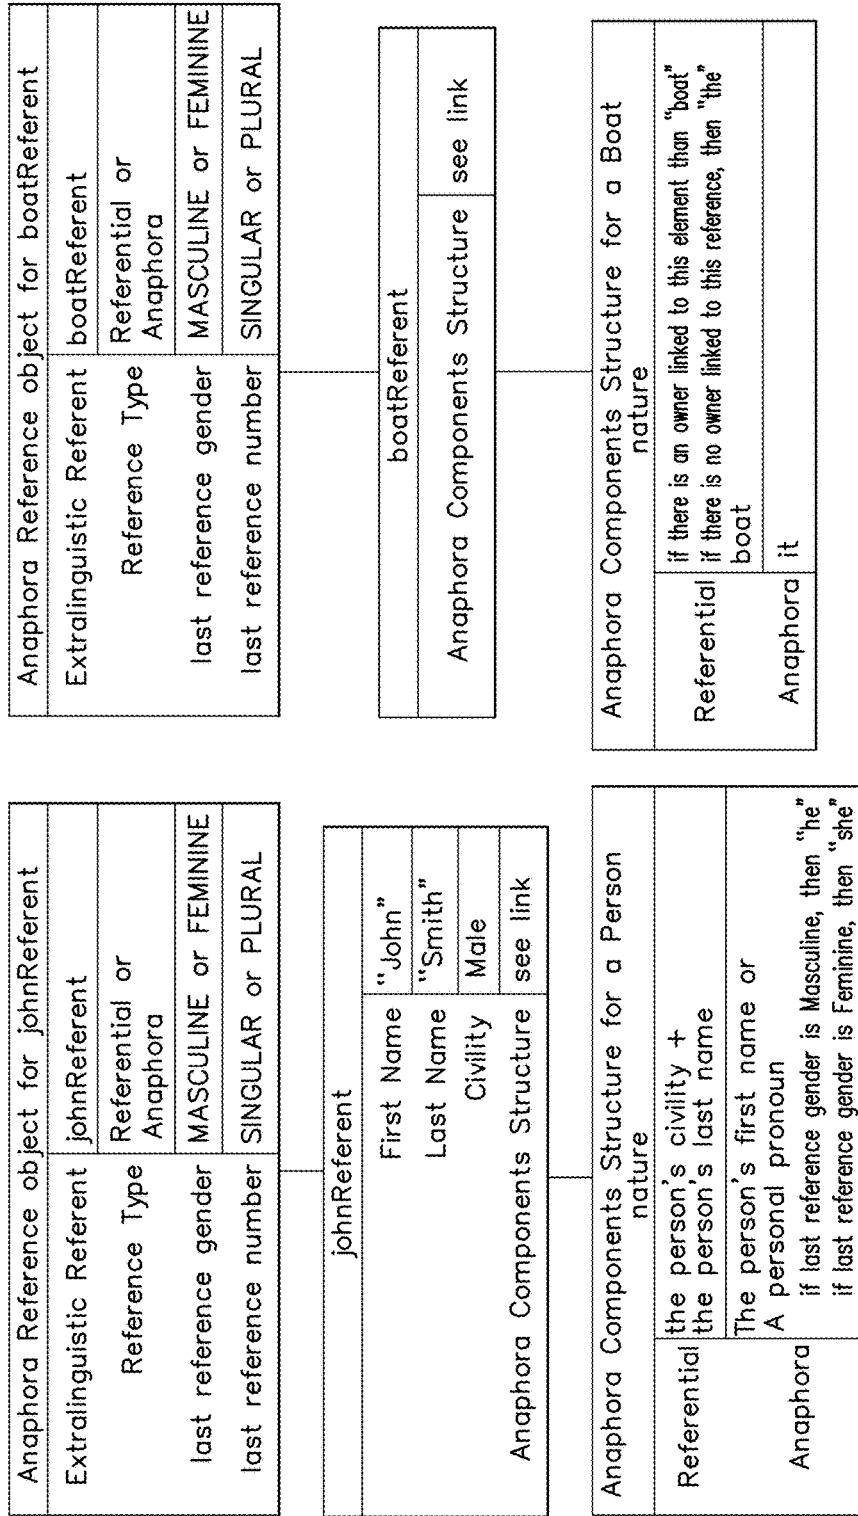 Anaphora Reference object for johnReferent
Extralinguistic Referent johnReferent
Reference Type Referential or
Anaphora
last reference gender MASCULINE or FEMININE
last reference number SINGULAR or PLURAL
johnReferent
First Name "John"
Last Name "Smith"
Civility Male
Anaphora Components Structure see link
Anaphora Components Structure for a Person
nature
Referential the person's civility +
the person's last name
The person's first name or
A personal pronoun
Anaphora if last reference gender is Masculine, then "he"
if last reference gender is Feminine, then "she"
Anaphora Reference object for boatReferent
Extralinguistic Referent boatReferent
Reference Type Referential or
Anaphora
last reference gender MASCULINE or FEMININE
last reference number SINGULAR or PLURAL
boatReferent
Anaphora Components Structure see link
Anaphora Components Structure for a Boat
nature
Referential if there is an owner linked to this element than "boat"
if there is no owner linked to this reference, then "the"
boat
Anaphora it